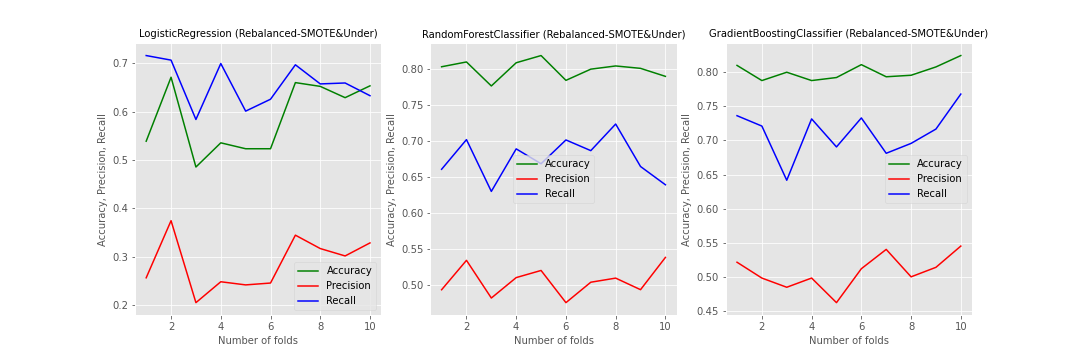 LogisticRegression (Rebalanced-SMOTE&Under)
Accuracy, Precision, Recall
0.7
0.6
0.5
0.4
0.3
0.2
Accuracy
Precision
Recall
2 4 6 8 10
Number of folds
RandomForestClassifier (Rebalanced-SMOTE&Under)
Accuracy, Precision, Recall
0.80
0.75
0.70
0.65
0.60
0.55
0.50
Accuracy
Precision
Recall
2 4 6 8 10
Number of folds
GradientBoostingClassifier (Rebalanced-SMOTE&Under)
Accuracy, Precision, Recall
0.80
0.75
0.70
0.65
0.60
0.55
0.50
0.45
Accuracy
Precision
Recall
2 4 6 8 10
Number of folds